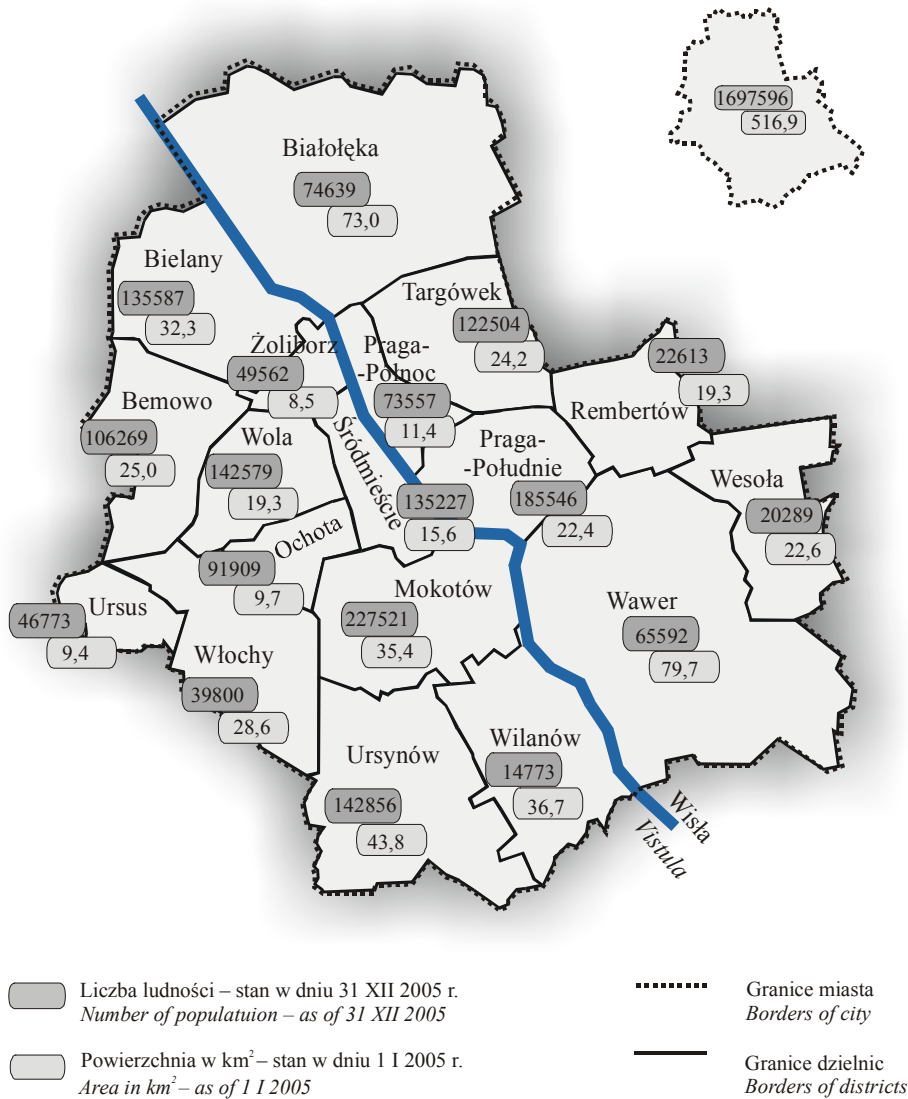 1697596
516,9
Białołęka
74639
73,0
Bielany
135587
32,3
Targówek
122504
24,2
Żoliborz
49562
8,5
Praga-
-Północ
73557
11,4
22613
19,3
Rembertów
Bemowo
106269
25,0
Wola
142579
19,3
Śródmieście
135227
15,6
Praga-
-Południe
185546
22,4
Wesoła
20289
22,6
Ochota
91909
9,7
Ursus
46773
9,4
Mokotów
227521
35,4
Wawer
65592
79,7
Włochy
39800
28,6
Ursynów
142856
43,8
Wilanów
14773
36,7
Wisła
Vistula
Liczba ludności – stan w dniu 31 XII 2005 r.
Number of populatuion – as of 31 XII 2005
Powierzchnia w km² – stan w dniu 1 I 2005 r.
Area in km² – as of 1 I 2005
Granice miasta
Borders of city
Granice dzielnic
Borders of districts